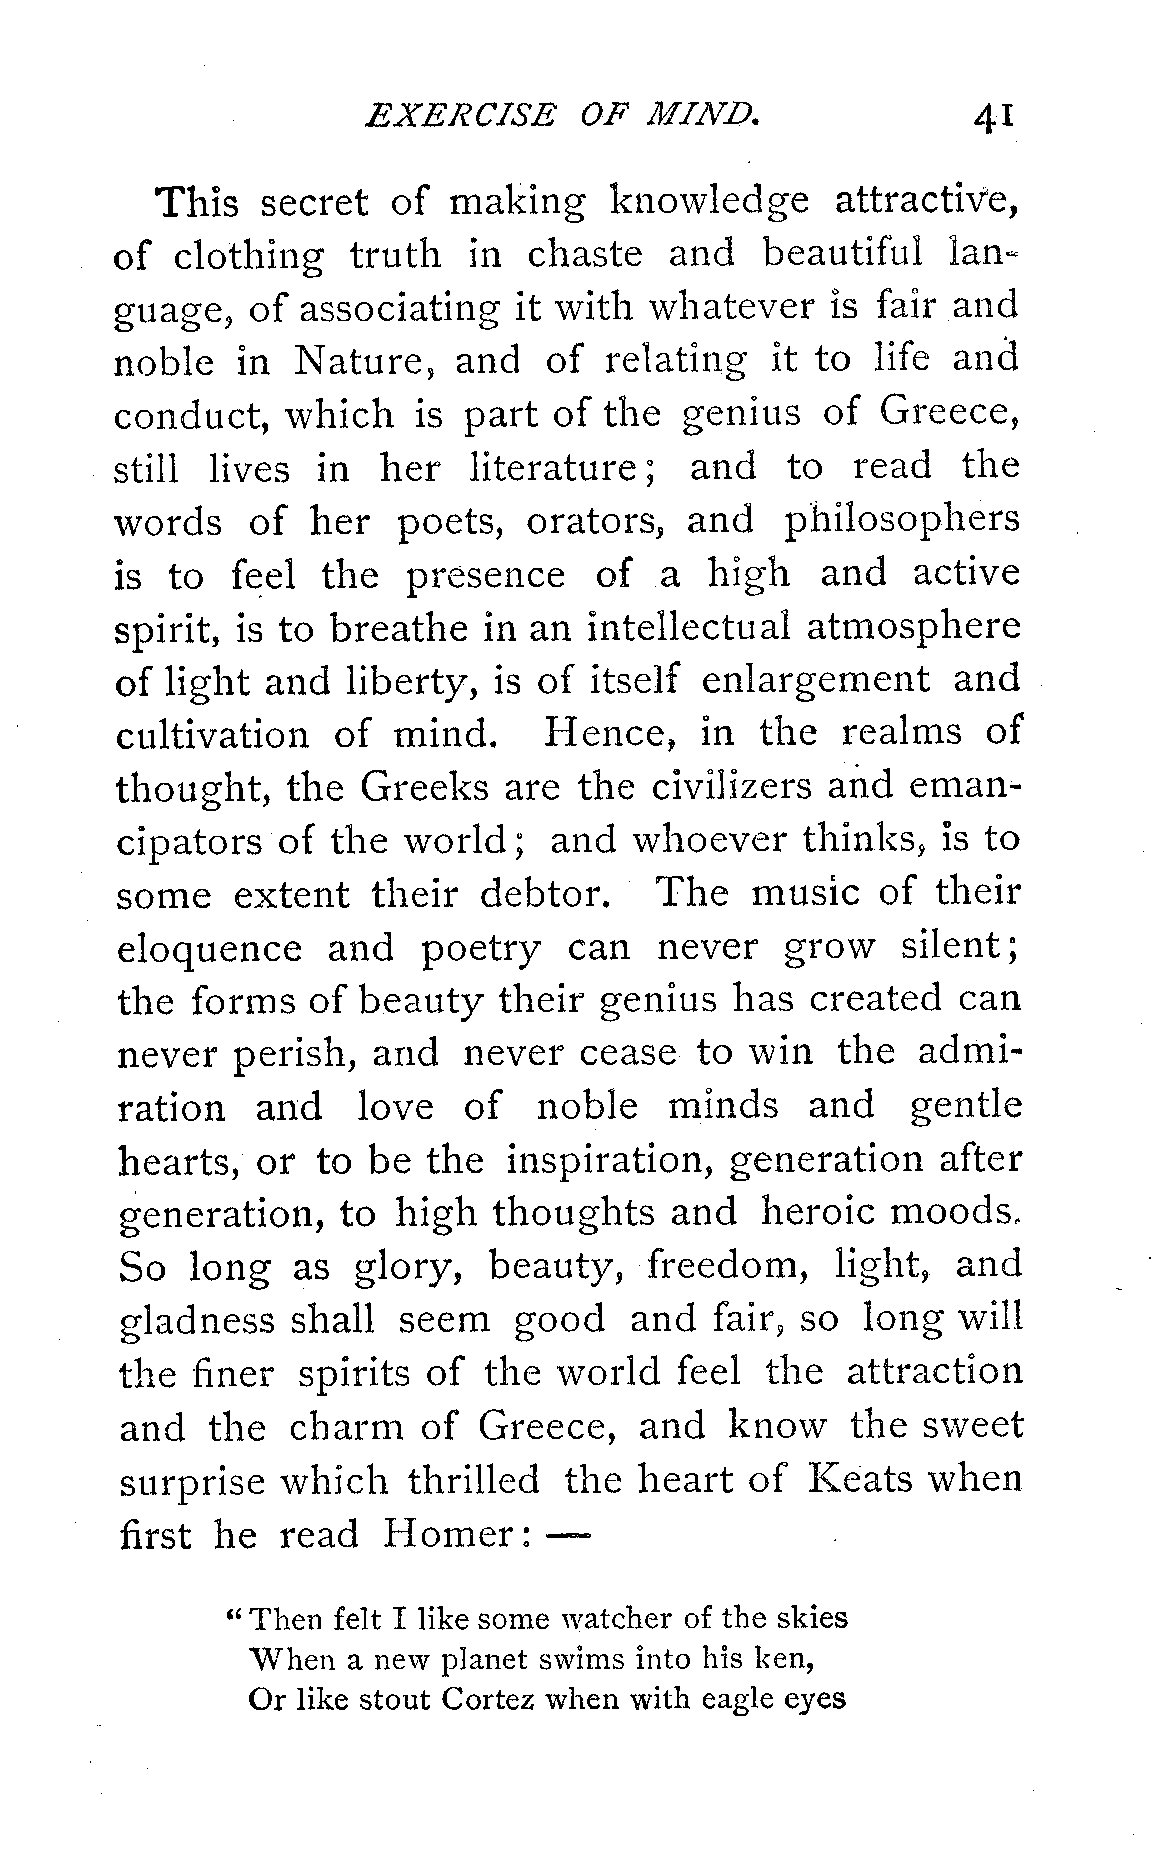 EXERCISE OF MIND. 41
This secret of making knowledge attractive,
of clothing truth in chaste and beautiful lan-
guage, of associating it with whatever is fair and
noble in Nature, and of relating it to life and
conduct, which is part of the genius of Greece,
still lives in her literature; and to read the
words of her poets, orators, and philosophers
is to feel the presence of a high and active
spirit, is to breathe in an intellectual atmosphere
of light and liberty, is of itself enlargement and
cultivation of mind. Hence, in the realms of
thought, the Greeks are the civilizers and eman-
cipators of the world; and whoever thinks, is to
some extent their debtor. The music of their
eloquence and poetry can never grow silent;
the forms of beauty their genius has created can
never perish, and never cease to win the admi-
ration and love of noble minds and gentle
hearts, or to be the inspiration, generation after
generation, to high thoughts and heroic moods.
So long as glory, beauty, freedom, light, and
gladness shall seem good and fair, so long will
the finer spirits of the world feel the attraction
and the charm of Greece, and know the sweet
surprise which thrilled the heart of Keats when
first he read Homer: —
“Then felt I like some watcher of the skies
When a new planet swims into his ken,
Or like stout Cortez when with eagle eyes